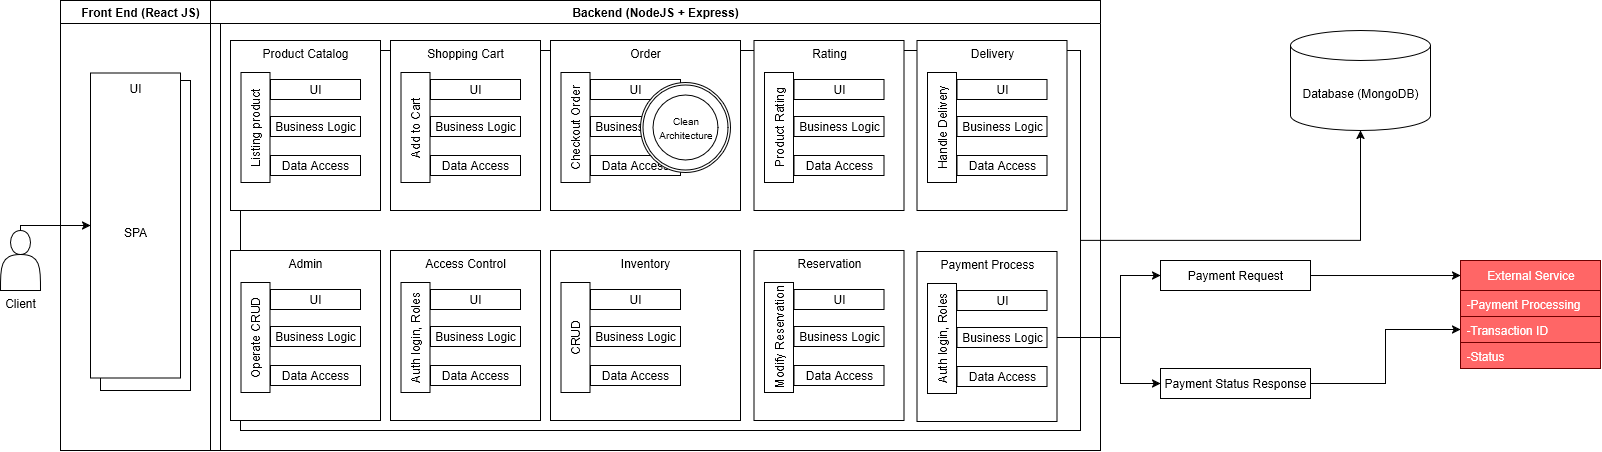 Front End (React JS)
Backend (NodeJS + Express)
UI
SPA
Client
Product Catalog
Listing product
UI
Business Logic
Data Access
Shopping Cart
Add to Cart
UI
Business Logic
Data Access
Order
Checkout Order
UI
Business
Data Access
Clean
Architecture
Rating
Product Rating
UI
Business Logic
Data Access
Delivery
Handle Delivery
UI
Business Logic
Data Access
Admin
Operate CRUD
UI
Business Logic
Data Access
Access Control
Auth login, Roles
UI
Business Logic
Data Access
Inventory
CRUD
UI
Business Logic
Data Access
Reservation
Modify Reservation
UI
Business Logic
Data Access
Payment Process
Auth login, Roles
UI
Business Logic
Data Access
Database (MongoDB)
Payment Request
Payment Status Response
External Service
-Payment Processing
-Transaction ID
-Status